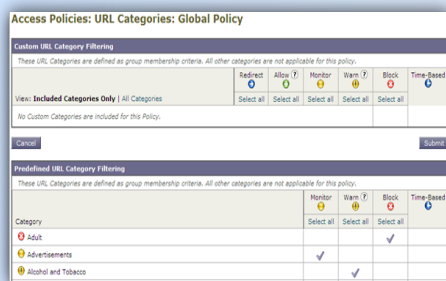 Access Policies: URL Categories: Global Policy
Custom URL Category Filtering
These URL Categories are defined as group membership criteria. All other categories are not applicable for this policy.
Redirect Allow ? Monitor Warn ? Block Time-Based
View: Included Categories Only | All Categories Select all Select all Select all Select all Select all
No Custom Categories are included for this Policy.
Cancel Submit
Predefined URL Category Filtering
These URL Categories are defined as group membership criteria. All other categories are not applicable for this policy.
Monitor Warn ? Block Time-Based
Category Select all Select all Select all
Adult
Advertisements
Alcohol and Tobacco